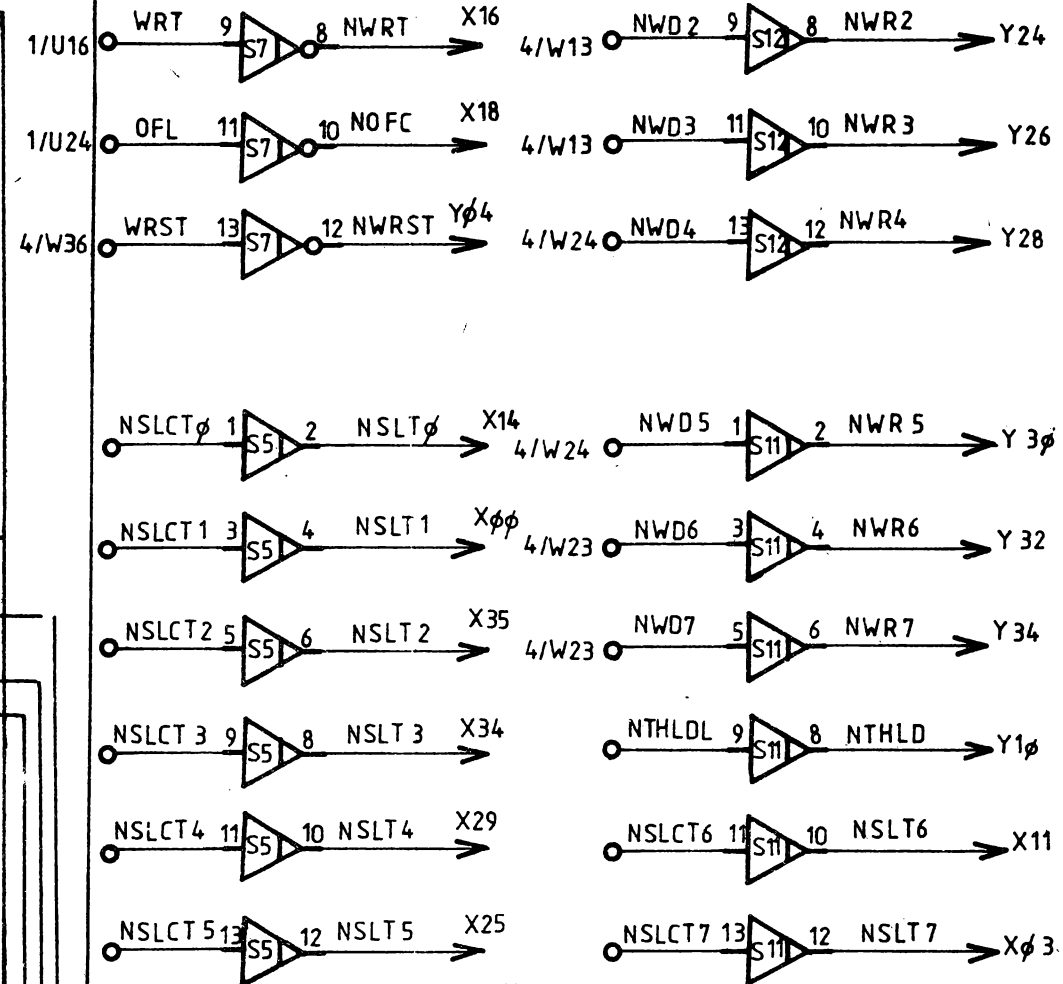 1/U16 WRT 9 S7 8 NWRT X16
4/W13 NWD2 9 S12 8 NWR2 Y24
1/U24 OFL 11 S7 10 NOFC X18
4/W13 NWD3 11 S12 10 NWR3 Y26
4/W36 WRST 13 S7 12 NWRST Yø4
4/W24 NWD4 13 S12 12 NWR4 Y28
NSLCTø 1 S5 2 NSLTø X14
4/W24 NWD5 1 S11 2 NWR5 Y3ø
NSLCT1 3 S5 4 NSLT1 Xøø
4/W23 NWD6 3 S11 4 NWR6 Y32
NSLCT2 5 S5 6 NSLT2 X35
4/W23 NWD7 5 S11 6 NWR7 Y34
NSLCT3 9 S5 8 NSLT3 X34
NTHLDL 9 S11 8 NTHLD Y1ø
NSLCT4 11 S5 10 NSLT4 X29
NSLCT6 11 S11 10 NSLT6 X11
NSLCT5 13 S5 12 NSLT5 X25
NSLCT7 13 S11 12 NSLT7 Xø3